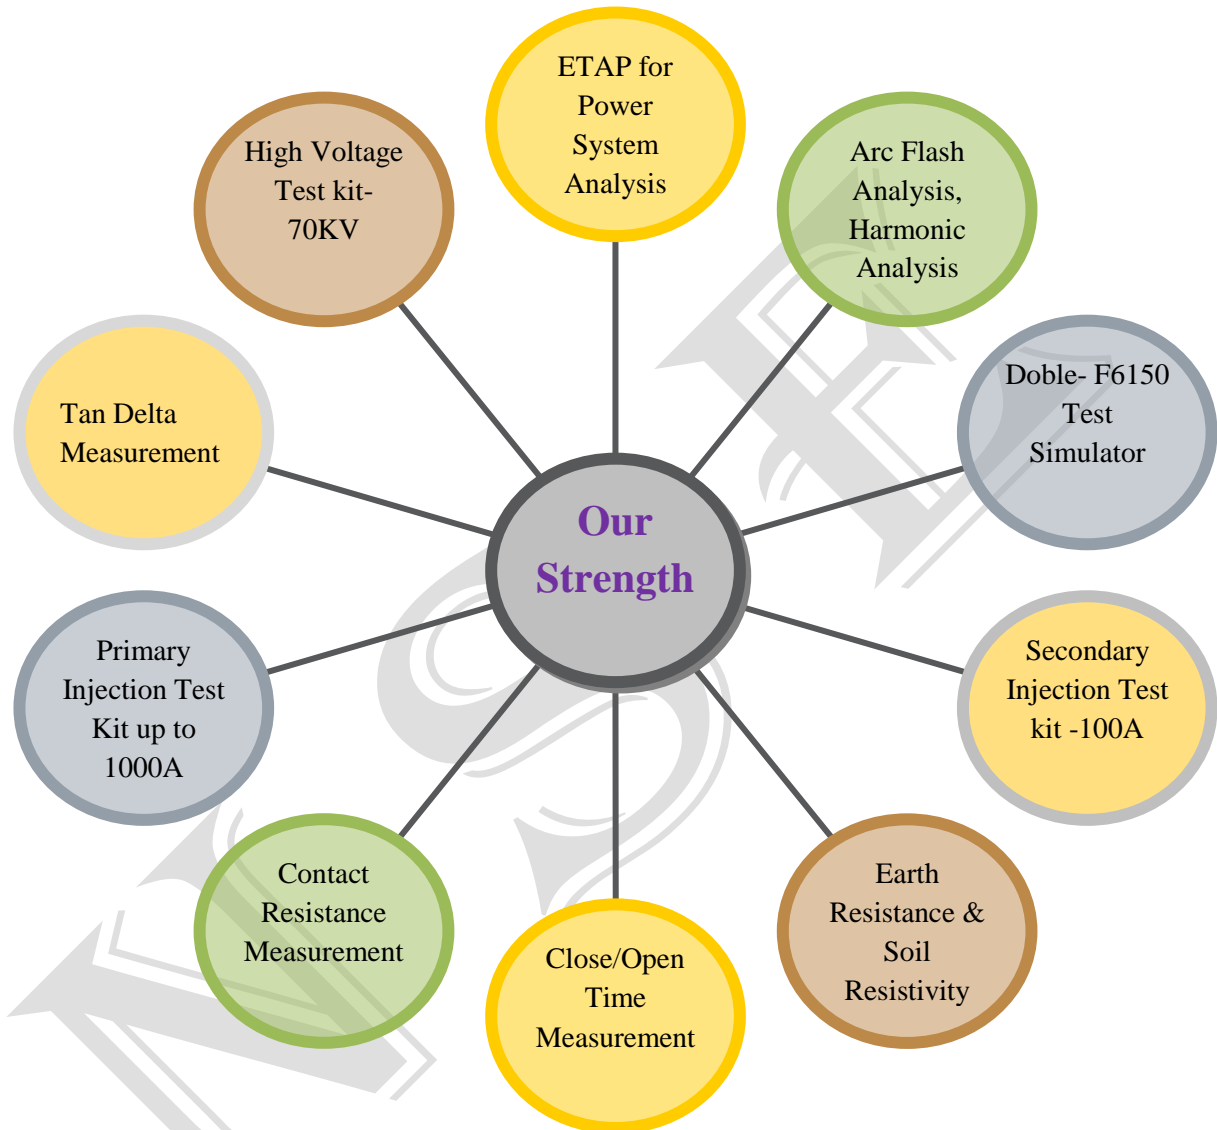 ETAP for
Power
System
Analysis
Arc Flash
Analysis,
Harmonic
Analysis
Doble- F6150
Test
Simulator
Secondary
Injection Test
kit -100A
Earth
Resistance &
Soil
Resistivity
Close/Open
Time
Measurement
Contact
Resistance
Measurement
Primary
Injection Test
Kit up to
1000A
Tan Delta
Measurement
High Voltage
Test kit-
70KV
Our
Strength